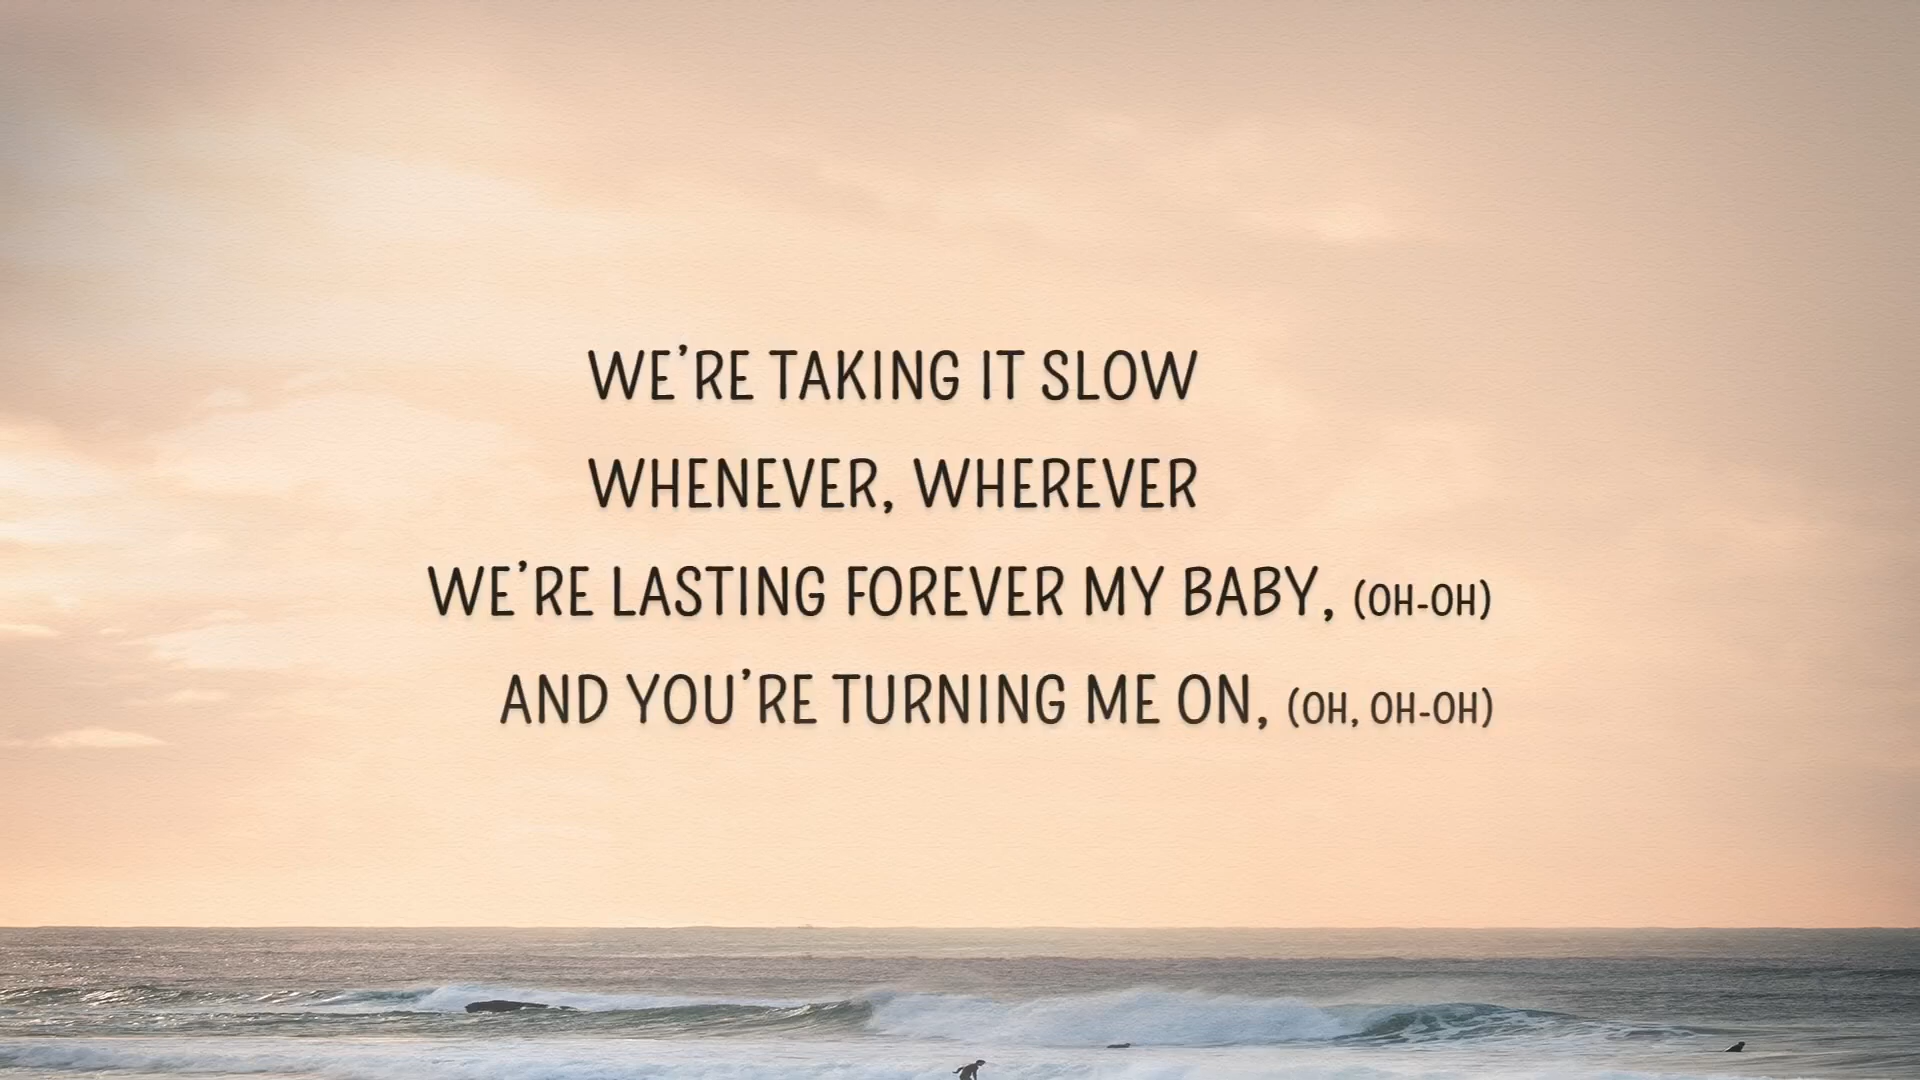 WE'RE TAKING IT SLOW
WHENEVER, WHEREVER
WE'RE LASTING FOREVER MY BABY, (OH-OH)
AND YOU'RE TURNING ME ON, (OH, OH-OH)